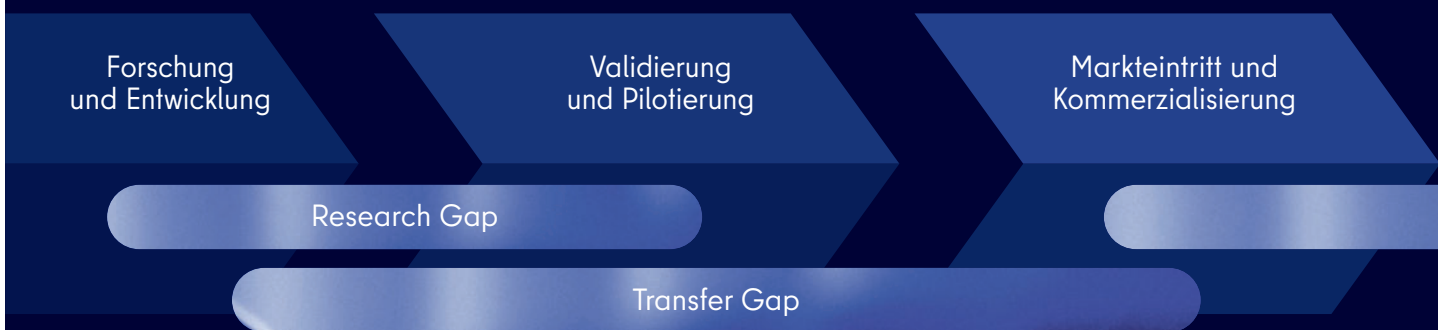 Forschung
und Entwicklung
Validierung
und Pilotierung
Markteintritt und
Kommerzialisierung
Research Gap
Transfer Gap